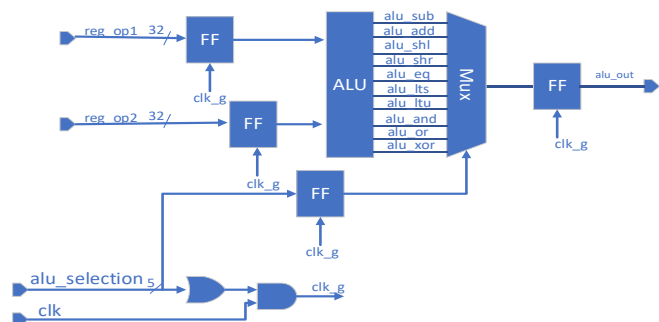 reg_op1 32
FF
clk_g
reg_op2 32
FF
clk_g
ALU
alu_sub
alu_add
alu_shl
alu_shr
alu_eq
alu_lts
alu_ltu
alu_and
alu_or
alu_xor
Mux
FF
clk_g
alu_out
FF
clk_g
alu_selection 5
clk
clk_g